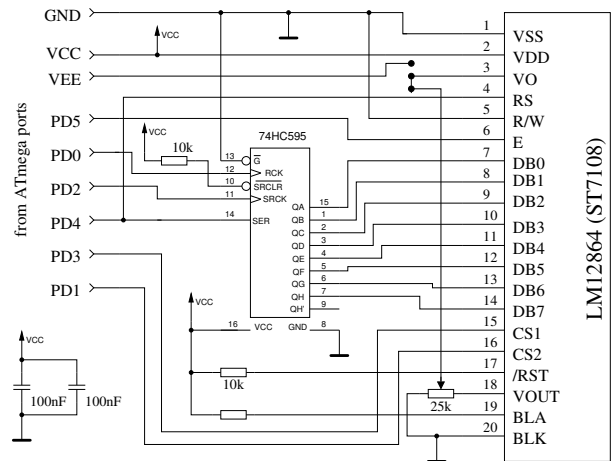 GND
VCC
VEE
PD5
PD0
PD2
PD4
PD3
PD1
from ATmega ports
VCC
VCC
10k
74HC595
13
12
10
11
14
G
RCK
SRCLR
SRCK
SER
QA
QB
QC
QD
QE
QF
QG
QH
QH'
15
1
2
3
4
5
6
7
9
16
VCC
GND
8
VCC
10k
VCC
100nF
100nF
25k
1
2
3
4
5
6
7
8
9
10
11
12
13
14
15
16
17
18
19
20
VSS
VDD
VO
RS
R/W
E
DB0
DB1
DB2
DB3
DB4
DB5
DB6
DB7
CS1
CS2
/RST
VOUT
BLA
BLK
LM12864 (ST7108)